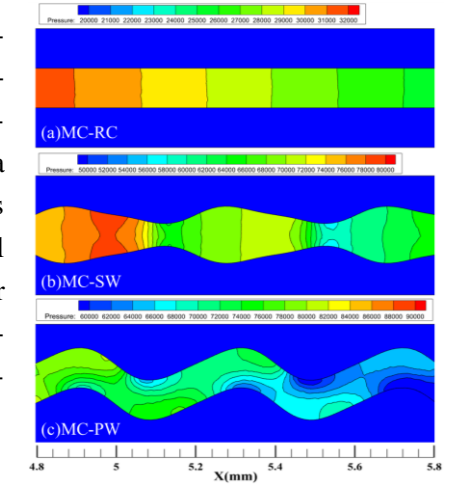 Pressure: 20000 21000 22000 23000 24000 25000 26000 27000 28000 29000 30000 31000 32000
(a)MC-RC
a
Pressure: 50000 52000 54000 56000 58000 60000 62000 64000 66000 68000 70000 72000 74000 76000 78000 80000
s
l
(b)MC-SW
r
Pressure: 60000 62000 64000 66000 68000 70000 72000 74000 76000 78000 80000 82000 84000 86000 88000 90000
(c)MC-PW
4.8 5 5.2 5.4 5.6 5.8
X(mm)